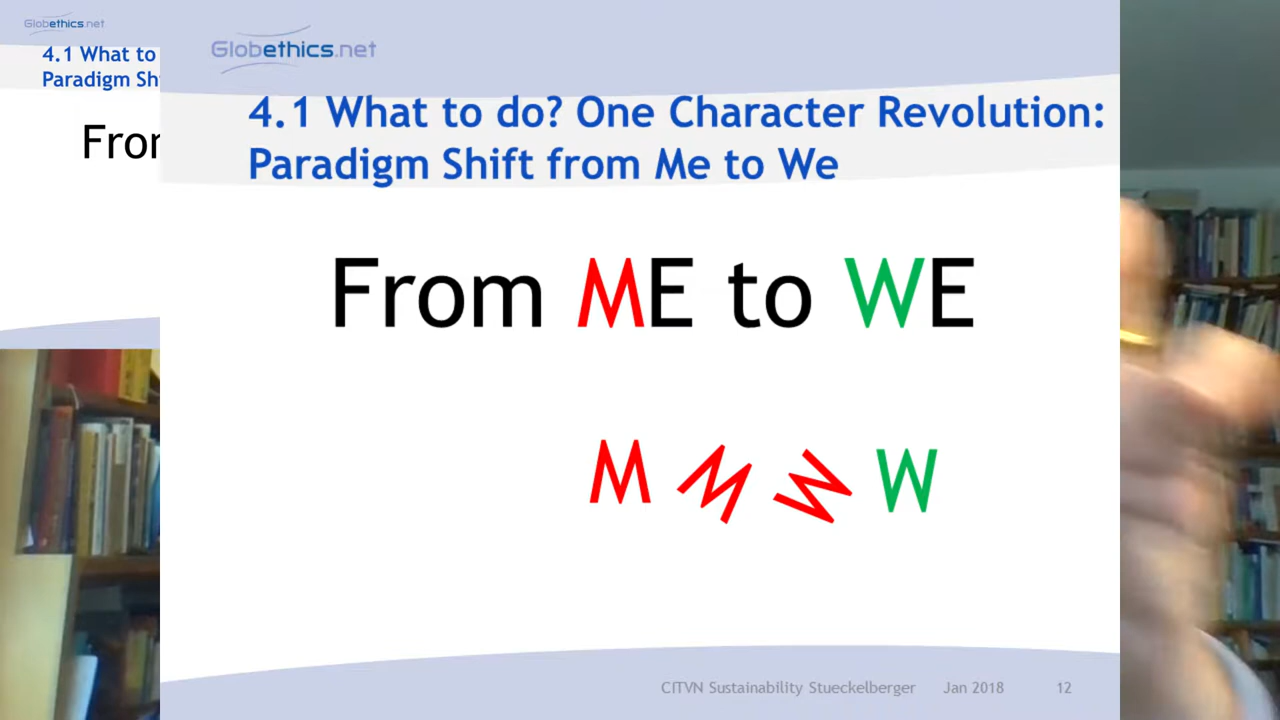 Globethics.net
4.1 What to
Paradigm Sh
From
Globethics.net
4.1 What to do? One Character Revolution:
Paradigm Shift from Me to We
From ME to WE
M M M W
CITVN Sustainability Stueckelberger Jan 2018 12